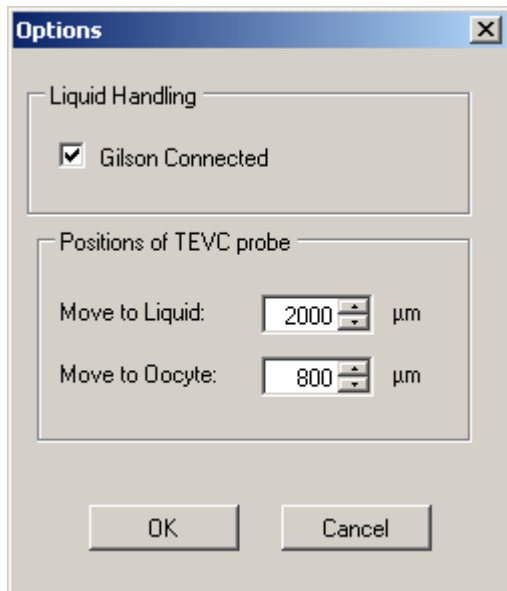 Options
Liquid Handling
Gilson Connected
Positions of TEVC probe
Move to Liquid: 2000 µm
Move to Oocyte: 800 µm
OK Cancel